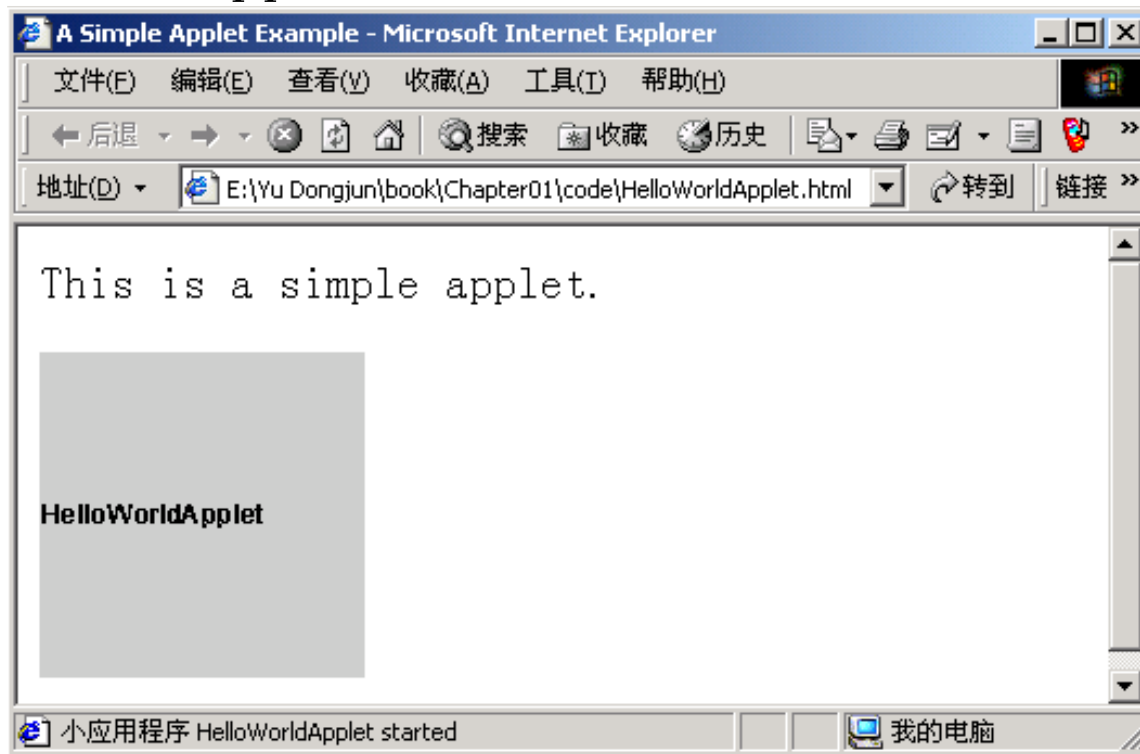 A Simple Applet Example - Microsoft Internet Explorer
文件(F) 编辑(E) 查看(V) 收藏(A) 工具(T) 帮助(H)
后退 搜索 收藏 历史 »
地址(D) E:\Yu Dongjun\book\Chapter01\code\HelloWorldApplet.html 转到 链接 »
This is a simple applet.
HelloWorldApplet
小应用程序 HelloWorldApplet started 我的电脑